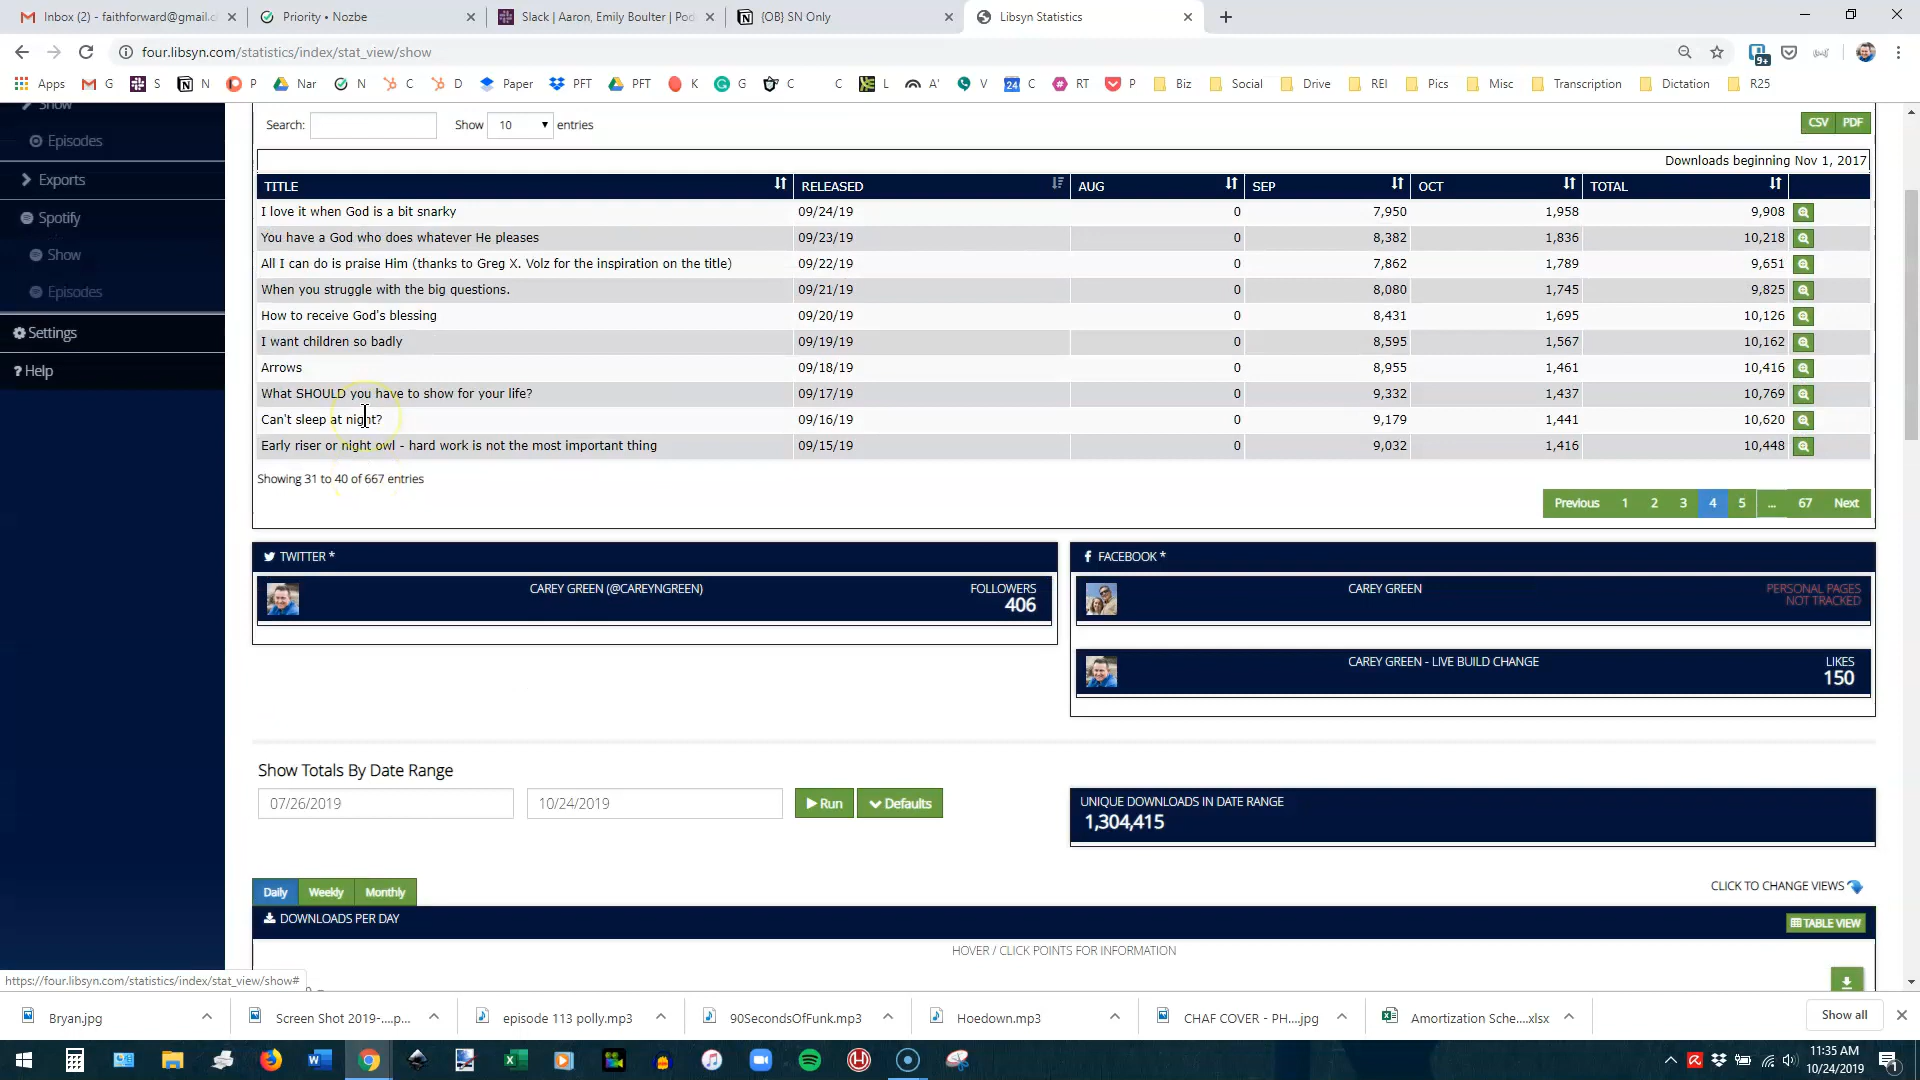 Inbox (2) - faithforward@gmail.c
Priority • Nozbe
Slack | Aaron, Emily Boulter | Pod
{OB} SN Only
Libsyn Statistics
four.libsyn.com/statistics/index/stat_view/show
9+
Apps G S N P Nar N C D Paper PFT PFT K G C C L A' V 24 C RT P Biz Social Drive REI Pics Misc Transcription Dictation R25
Show
Episodes
Exports
Spotify
Show
Episodes
Settings
? Help
Search: Show 10 entries CSV PDF
Downloads beginning Nov 1, 2017
TITLE RELEASED AUG SEP OCT TOTAL
I love it when God is a bit snarky 09/24/19 0 7,950 1,958 9,908
You have a God who does whatever He pleases 09/23/19 0 8,382 1,836 10,218
All I can do is praise Him (thanks to Greg X. Volz for the inspiration on the title) 09/22/19 0 7,862 1,789 9,651
When you struggle with the big questions. 09/21/19 0 8,080 1,745 9,825
How to receive God's blessing 09/20/19 0 8,431 1,695 10,126
I want children so badly 09/19/19 0 8,595 1,567 10,162
Arrows 09/18/19 0 8,955 1,461 10,416
What SHOULD you have to show for your life? 09/17/19 0 9,332 1,437 10,769
Can't sleep at night? 09/16/19 0 9,179 1,441 10,620
Early riser or night owl - hard work is not the most important thing 09/15/19 0 9,032 1,416 10,448
Showing 31 to 40 of 667 entries
Previous 1 2 3 4 5 ... 67 Next
TWITTER *
CAREY GREEN (@CAREYNGREEN) FOLLOWERS
406
FACEBOOK *
CAREY GREEN PERSONAL PAGES
NOT TRACKED
CAREY GREEN - LIVE BUILD CHANGE LIKES
150
Show Totals By Date Range
07/26/2019 10/24/2019 Run Defaults
UNIQUE DOWNLOADS IN DATE RANGE
1,304,415
Daily Weekly Monthly
CLICK TO CHANGE VIEWS
DOWNLOADS PER DAY
TABLE VIEW
HOVER / CLICK POINTS FOR INFORMATION
https://four.libsyn.com/statistics/index/stat_view/show#
Bryan.jpg
Screen Shot 2019-....p...
episode 113 polly.mp3
90SecondsOfFunk.mp3
Hoedown.mp3
CHAF COVER - PH....jpg
Amortization Sche....xlsx
Show all
11:35 AM
10/24/2019
1